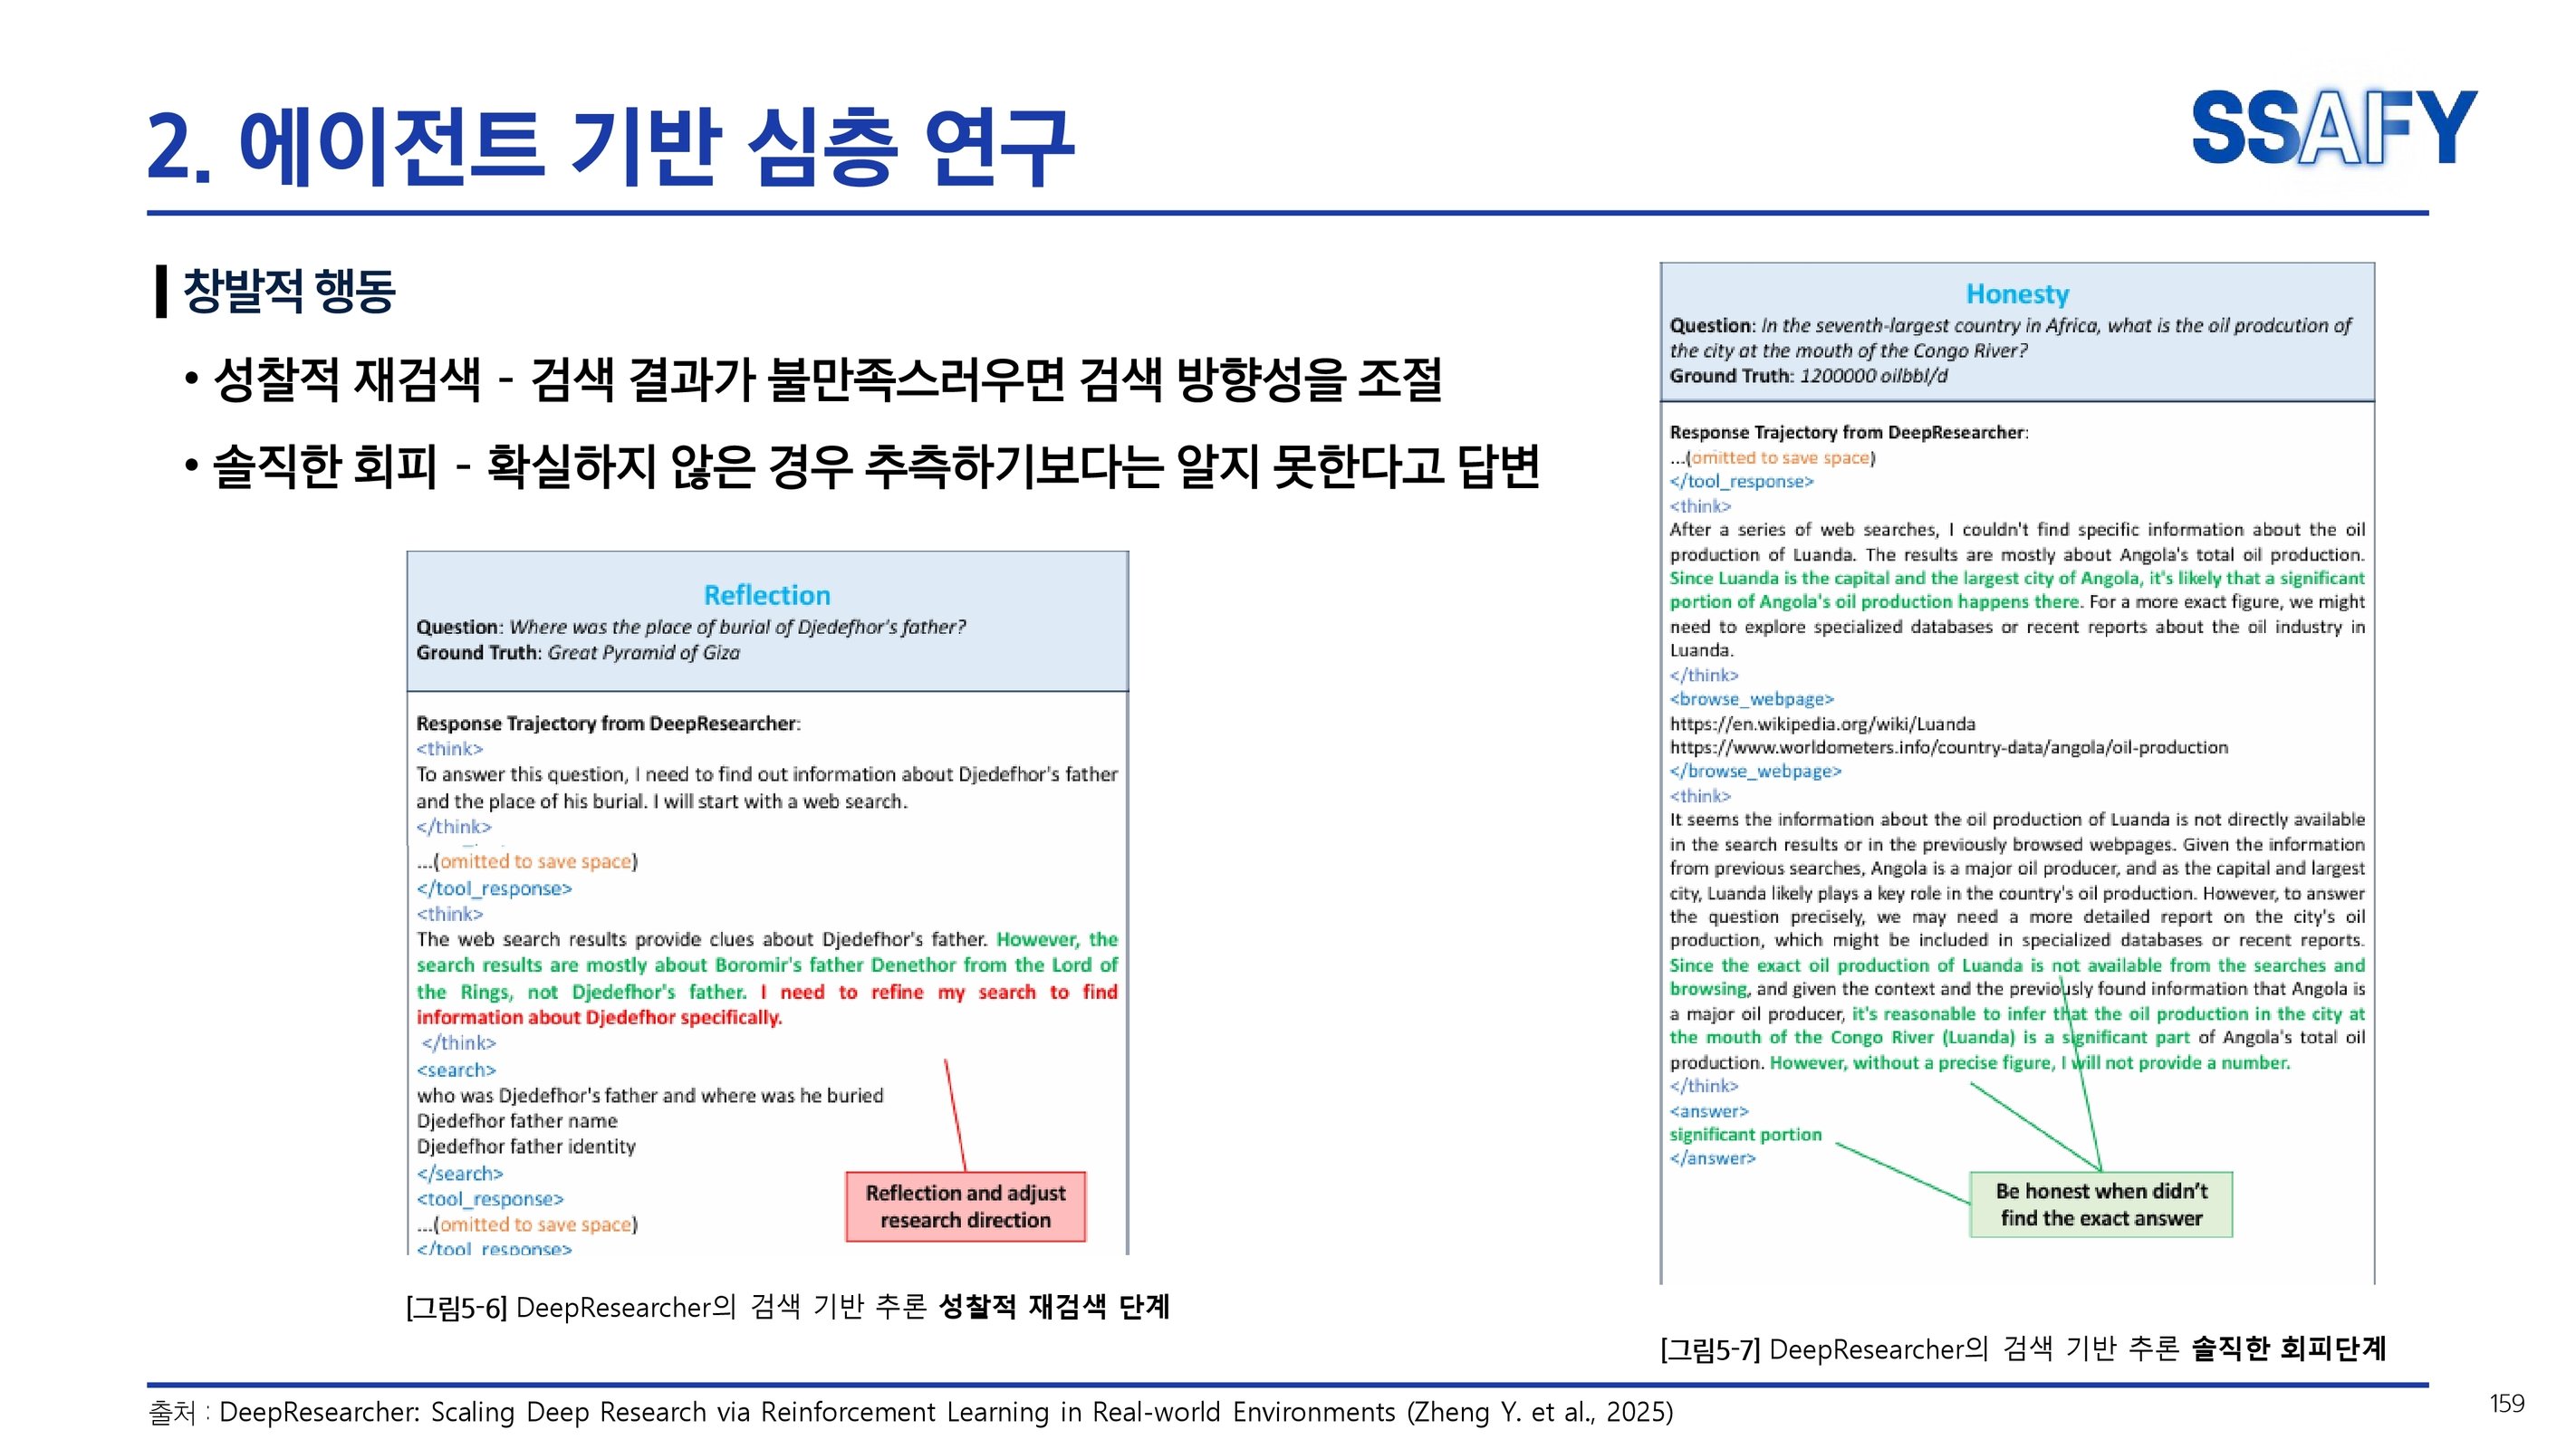 2. 에이전트 기반 심층 연구
SSAFY
창발적 행동
• 성찰적 재검색 - 검색 결과가 불만족스러우면 검색 방향성을 조절
• 솔직한 회피 - 확실하지 않은 경우 추측하기보다는 알지 못한다고 답변
Reflection
Question: Where was the place of burial of Djedefhor's father?
Ground Truth: Great Pyramid of Giza
Response Trajectory from DeepResearcher:
<think>
To answer this question, I need to find out information about Djedefhor's father
and the place of his burial. I will start with a web search.
</think>
...(omitted to save space)
</tool_response>
<think>
The web search results provide clues about Djedefhor's father. However, the
search results are mostly about Boromir's father Denethor from the Lord of
the Rings, not Djedefhor's father. I need to refine my search to find
information about Djedefhor specifically.
</think>
<search>
who was Djedefhor's father and where was he buried
Djedefhor father name
Djedefhor father identity
</search>
<tool_response>
...(omitted to save space)
</tool_response>
Reflection and adjust
research direction
[그림5-6] DeepResearcher의 검색 기반 추론 성찰적 재검색 단계
Honesty
Question: In the seventh-largest country in Africa, what is the oil prodcution of
the city at the mouth of the Congo River?
Ground Truth: 1200000 oilbbl/d
Response Trajectory from DeepResearcher:
...(omitted to save space)
</tool_response>
<think>
After a series of web searches, I couldn't find specific information about the oil
production of Luanda. The results are mostly about Angola's total oil production.
Since Luanda is the capital and the largest city of Angola, it's likely that a significant
portion of Angola's oil production happens there. For a more exact figure, we might
need to explore specialized databases or recent reports about the oil industry in
Luanda.
</think>
<browse_webpage>
https://en.wikipedia.org/wiki/Luanda
https://www.worldometers.info/country-data/angola/oil-production
</browse_webpage>
<think>
It seems the information about the oil production of Luanda is not directly available
in the search results or in the previously browsed webpages. Given the information
from previous searches, Angola is a major oil producer, and as the capital and largest
city, Luanda likely plays a key role in the country's oil production. However, to answer
the question precisely, we may need a more detailed report on the city's oil
production, which might be included in specialized databases or recent reports.
Since the exact oil production of Luanda is not available from the searches and
browsing, and given the context and the previously found information that Angola is
a major oil producer, it's reasonable to infer that the oil production in the city at
the mouth of the Congo River (Luanda) is a significant part of Angola's total oil
production. However, without a precise figure, I will not provide a number.
</think>
<answer>
significant portion
</answer>
Be honest when didn't
find the exact answer
[그림5-7] DeepResearcher의 검색 기반 추론 솔직한 회피단계
출처 : DeepResearcher: Scaling Deep Research via Reinforcement Learning in Real-world Environments (Zheng Y. et al., 2025)
159